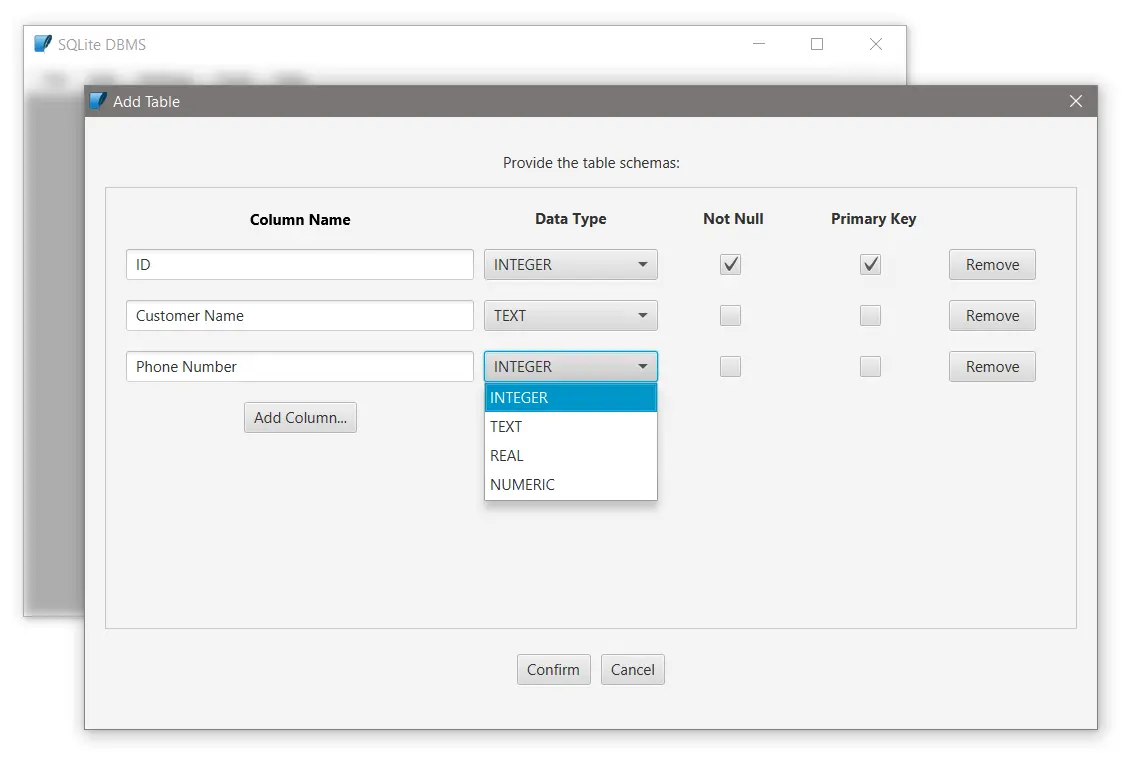 SQLite DBMS
Add Table
Provide the table schemas:
Column Name Data Type Not Null Primary Key
ID INTEGER Remove
Customer Name TEXT Remove
Phone Number INTEGER Remove
INTEGER
Add Column...
TEXT
REAL
NUMERIC
Confirm Cancel